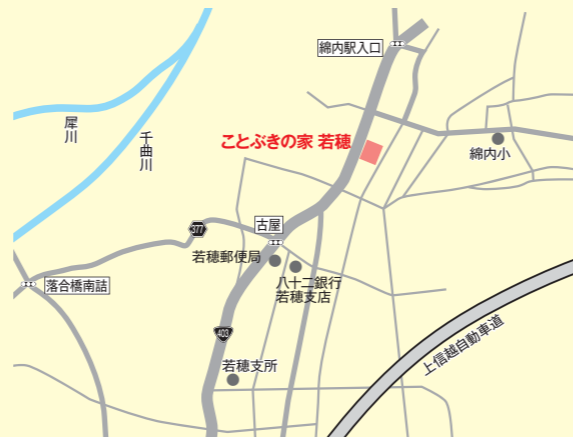 綿内駅入口
犀川
千曲川
ことぶきの家 若穂
綿内小
377
古屋
若穂郵便局
八十二銀行
若穂支店
落合橋南詰
403
上信越自動車道
若穂支所